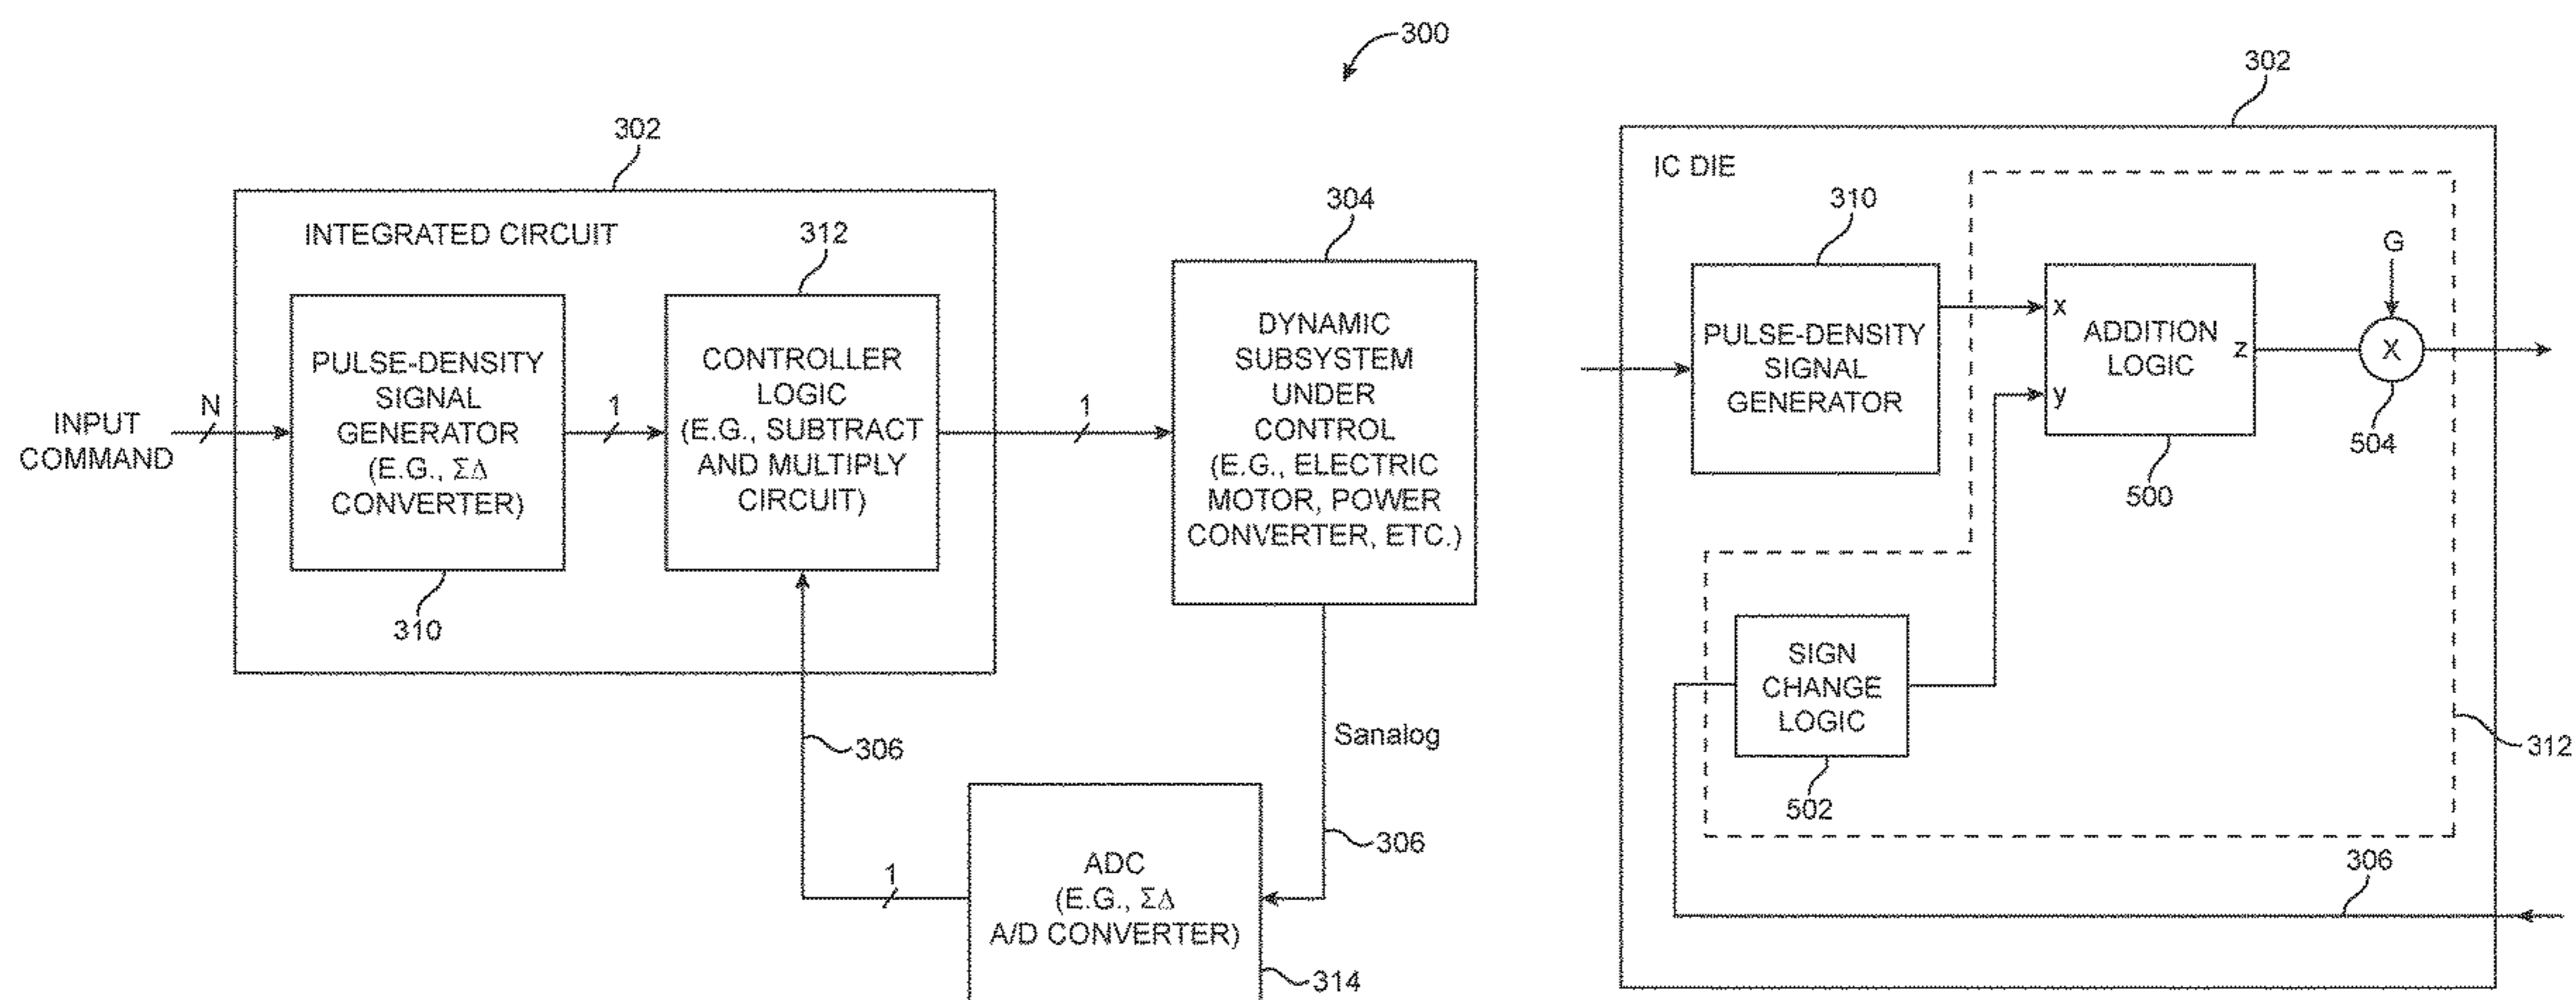 300
302
INTEGRATED CIRCUIT
312
304
INPUT
COMMAND
N
PULSE-DENSITY
SIGNAL
GENERATOR
(E.G., ΣΔ
CONVERTER)
310
1
CONTROLLER
LOGIC
(E.G., SUBTRACT
AND MULTIPLY
CIRCUIT)
1
DYNAMIC
SUBSYSTEM
UNDER
CONTROL
(E.G., ELECTRIC
MOTOR, POWER
CONVERTER, ETC.)
306
Sanalog
306
1
ADC
(E.G., ΣΔ
A/D CONVERTER)
314
302
IC DIE
310
PULSE-DENSITY
SIGNAL
GENERATOR
x
y
ADDITION
LOGIC
z
500
G
X
504
SIGN
CHANGE
LOGIC
502
312
306